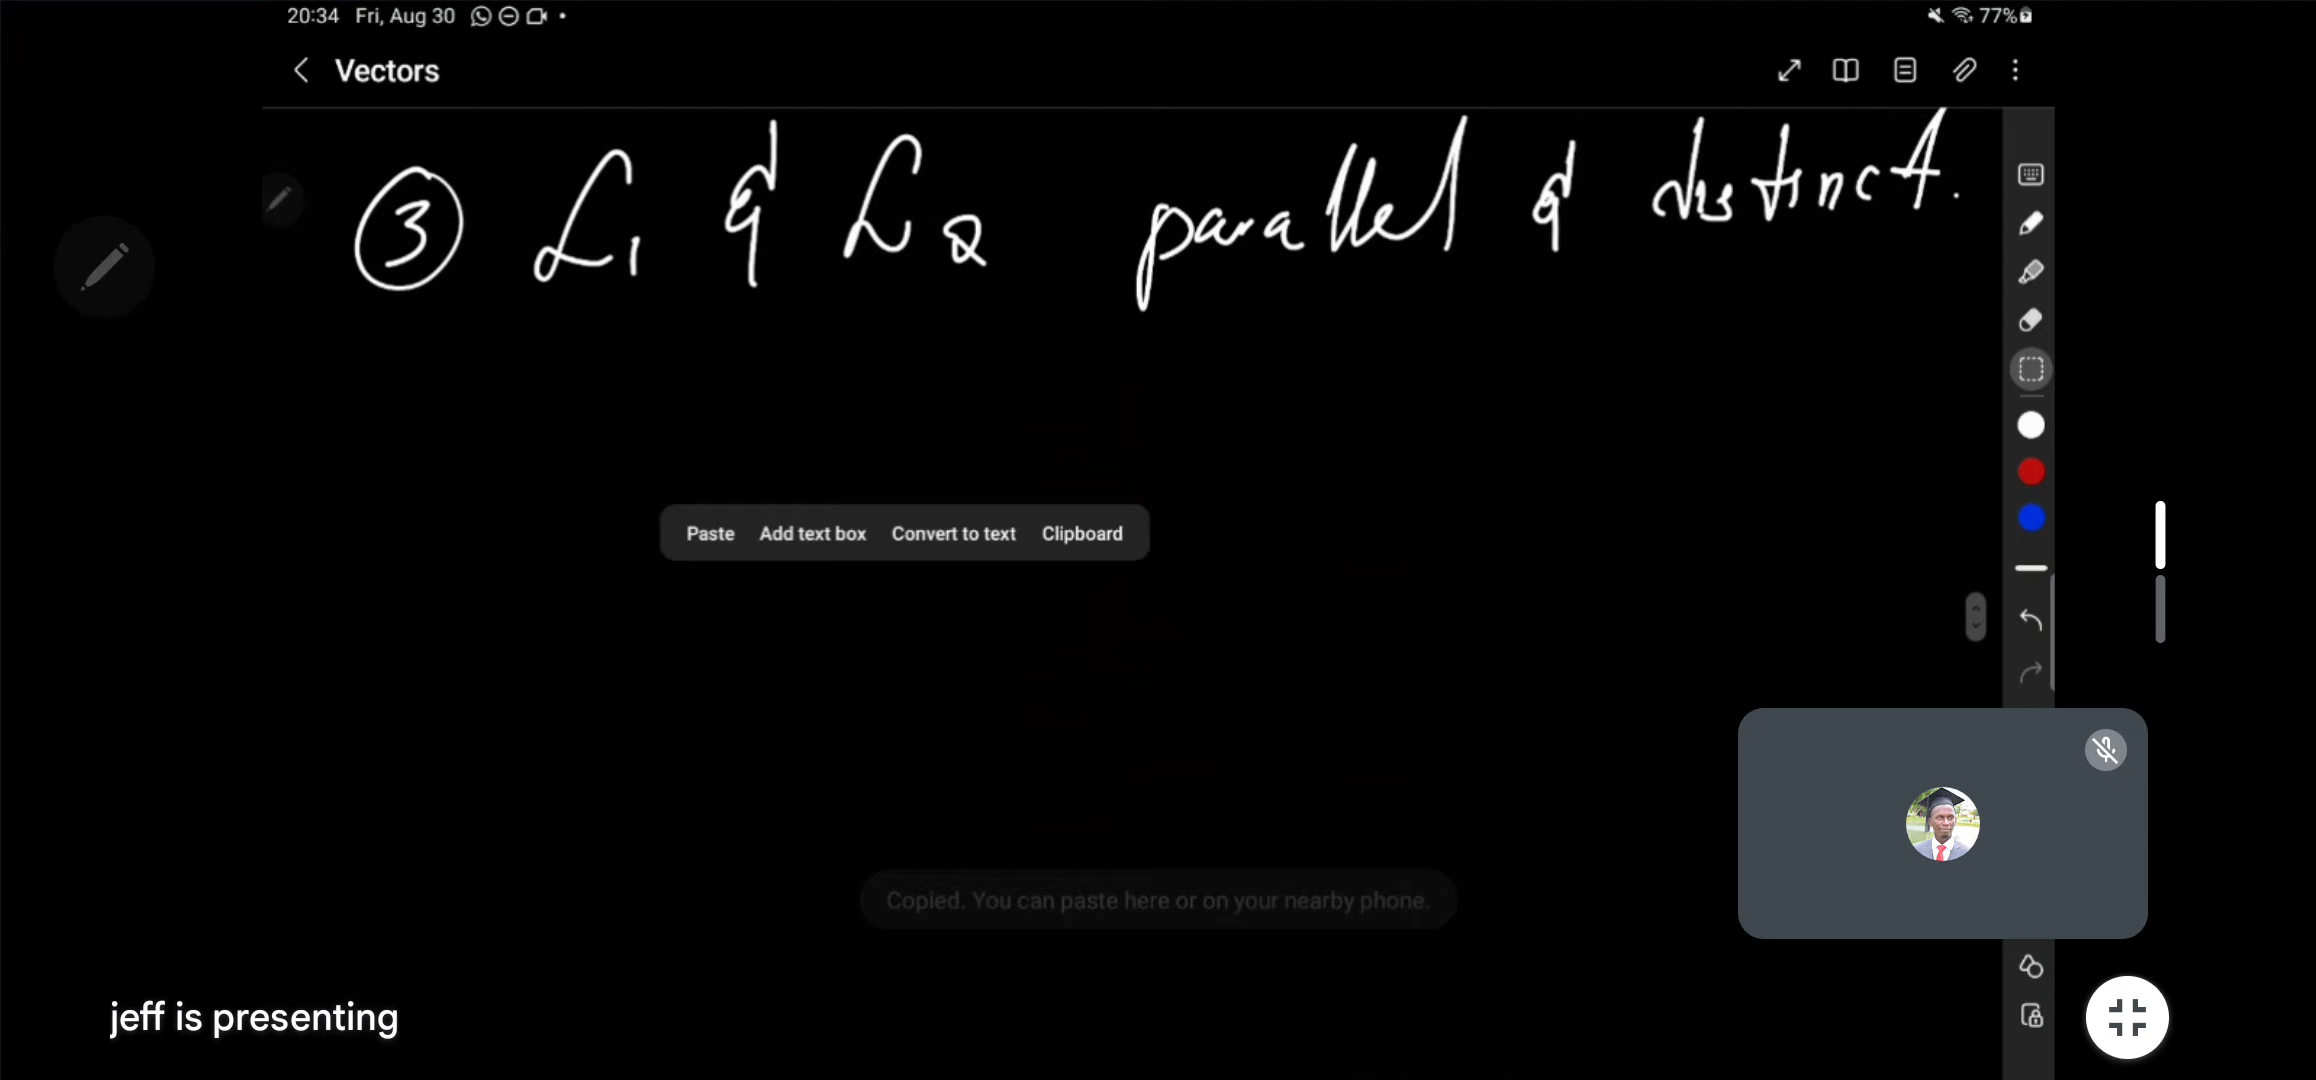 20:34 Fri, Aug 30 77%
Vectors
③ L₁ & L₂ parallel & distinct.
Paste Add text box Convert to text Clipboard
Copied. You can paste here or on your nearby phone.
jeff is presenting